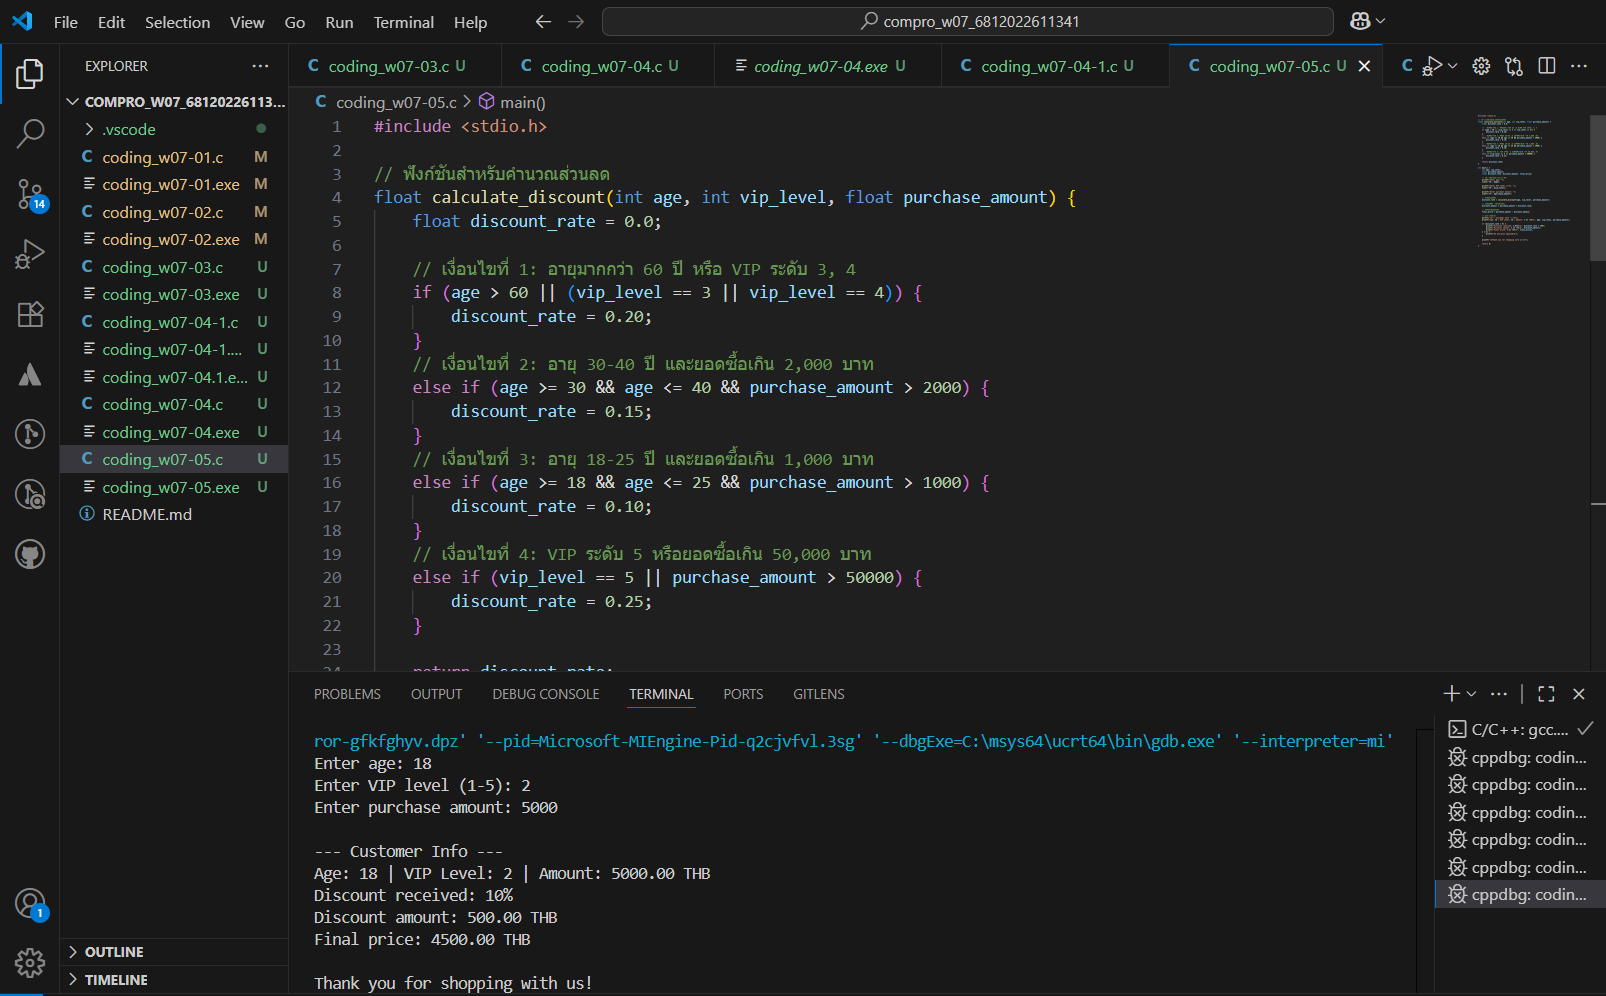 File Edit Selection View Go Run Terminal Help
compro_w07_6812022611341
EXPLORER
COMPRO_W07_68120226113...
.vscode
coding_w07-01.c M
coding_w07-01.exe M
coding_w07-02.c M
coding_w07-02.exe M
coding_w07-03.c U
coding_w07-03.exe U
coding_w07-04-1.c U
coding_w07-04-1.... U
coding_w07-04.1.e... U
coding_w07-04.c U
coding_w07-04.exe U
coding_w07-05.c U
coding_w07-05.exe U
README.md
OUTLINE
TIMELINE
14
1
C coding_w07-03.c U
C coding_w07-04.c U
coding_w07-04.exe U
C coding_w07-04-1.c U
C coding_w07-05.c U
C coding_w07-05.c > main()
1 #include <stdio.h>
2
3 // ฟังก์ชันสำหรับคำนวณส่วนลด
4 float calculate_discount(int age, int vip_level, float purchase_amount) {
5 float discount_rate = 0.0;
6
7 // เงื่อนไขที่ 1: อายุมากกว่า 60 ปี หรือ VIP ระดับ 3, 4
8 if (age > 60 || (vip_level == 3 || vip_level == 4)) {
9 discount_rate = 0.20;
10 }
11 // เงื่อนไขที่ 2: อายุ 30-40 ปี และยอดซื้อเกิน 2,000 บาท
12 else if (age >= 30 && age <= 40 && purchase_amount > 2000) {
13 discount_rate = 0.15;
14 }
15 // เงื่อนไขที่ 3: อายุ 18-25 ปี และยอดซื้อเกิน 1,000 บาท
16 else if (age >= 18 && age <= 25 && purchase_amount > 1000) {
17 discount_rate = 0.10;
18 }
19 // เงื่อนไขที่ 4: VIP ระดับ 5 หรือยอดซื้อเกิน 50,000 บาท
20 else if (vip_level == 5 || purchase_amount > 50000) {
21 discount_rate = 0.25;
22 }
23
24 return discount_rate;
PROBLEMS OUTPUT DEBUG CONSOLE TERMINAL PORTS GITLENS
ror-gfkfghyv.dpz' '--pid=Microsoft-MIEngine-Pid-q2cjvfvl.3sg' '--dbgExe=C:\msys64\ucrt64\bin\gdb.exe' '--interpreter=mi'
Enter age: 18
Enter VIP level (1-5): 2
Enter purchase amount: 5000
--- Customer Info ---
Age: 18 | VIP Level: 2 | Amount: 5000.00 THB
Discount received: 10%
Discount amount: 500.00 THB
Final price: 4500.00 THB
Thank you for shopping with us!
C/C++: gcc....
cppdbg: codin...
cppdbg: codin...
cppdbg: codin...
cppdbg: codin...
cppdbg: codin...
cppdbg: codin...